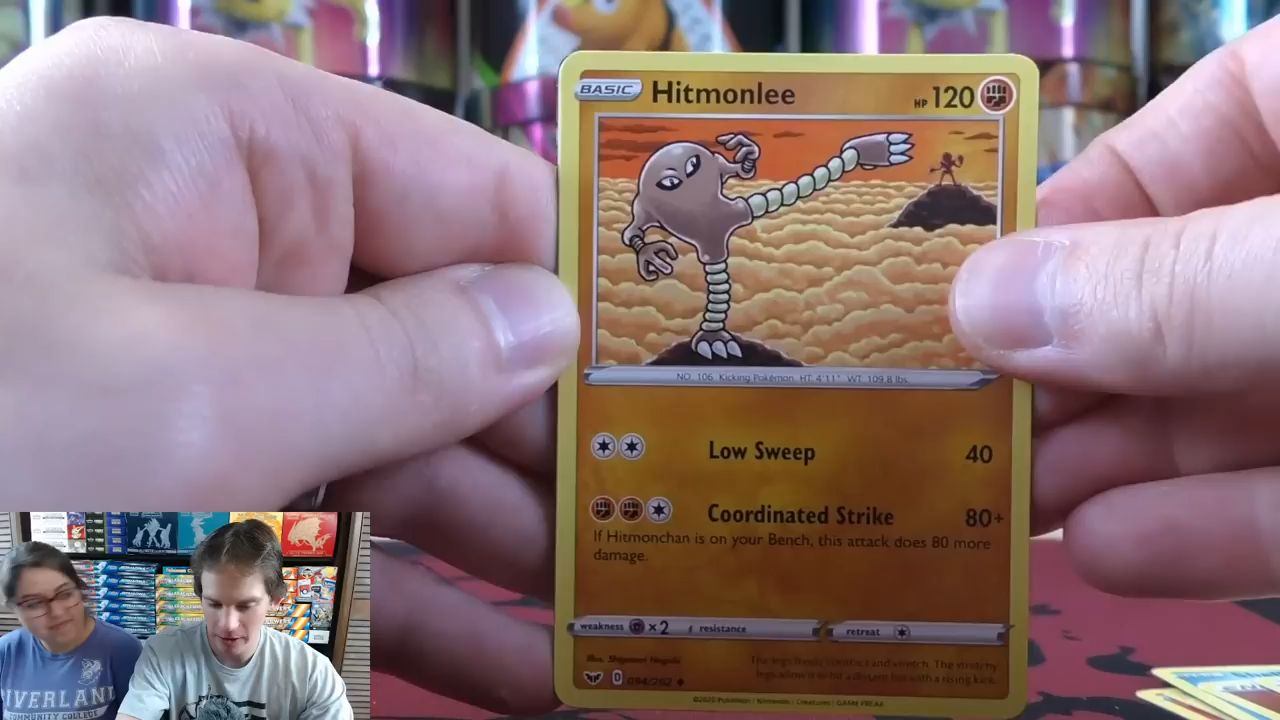 BASIC Hitmonlee HP 120
NO. 106 Kicking Pokémon HT 4'11" WT 109.8 lbs.
Low Sweep 40
Coordinated Strike 80+
If Hitmonchan is on your Bench, this attack does 80 more
damage.
weakness ×2 resistance retreat
Illus. Shigenori Negishi
The legs freely contract and stretch. The stretchy
legs allow it to hit a distant foe with a rising kick.
D 094/202
©2020 Pokémon / Nintendo / Creatures / GAME FREAK
RIVERLAND
COMMUNITY COLLEGE